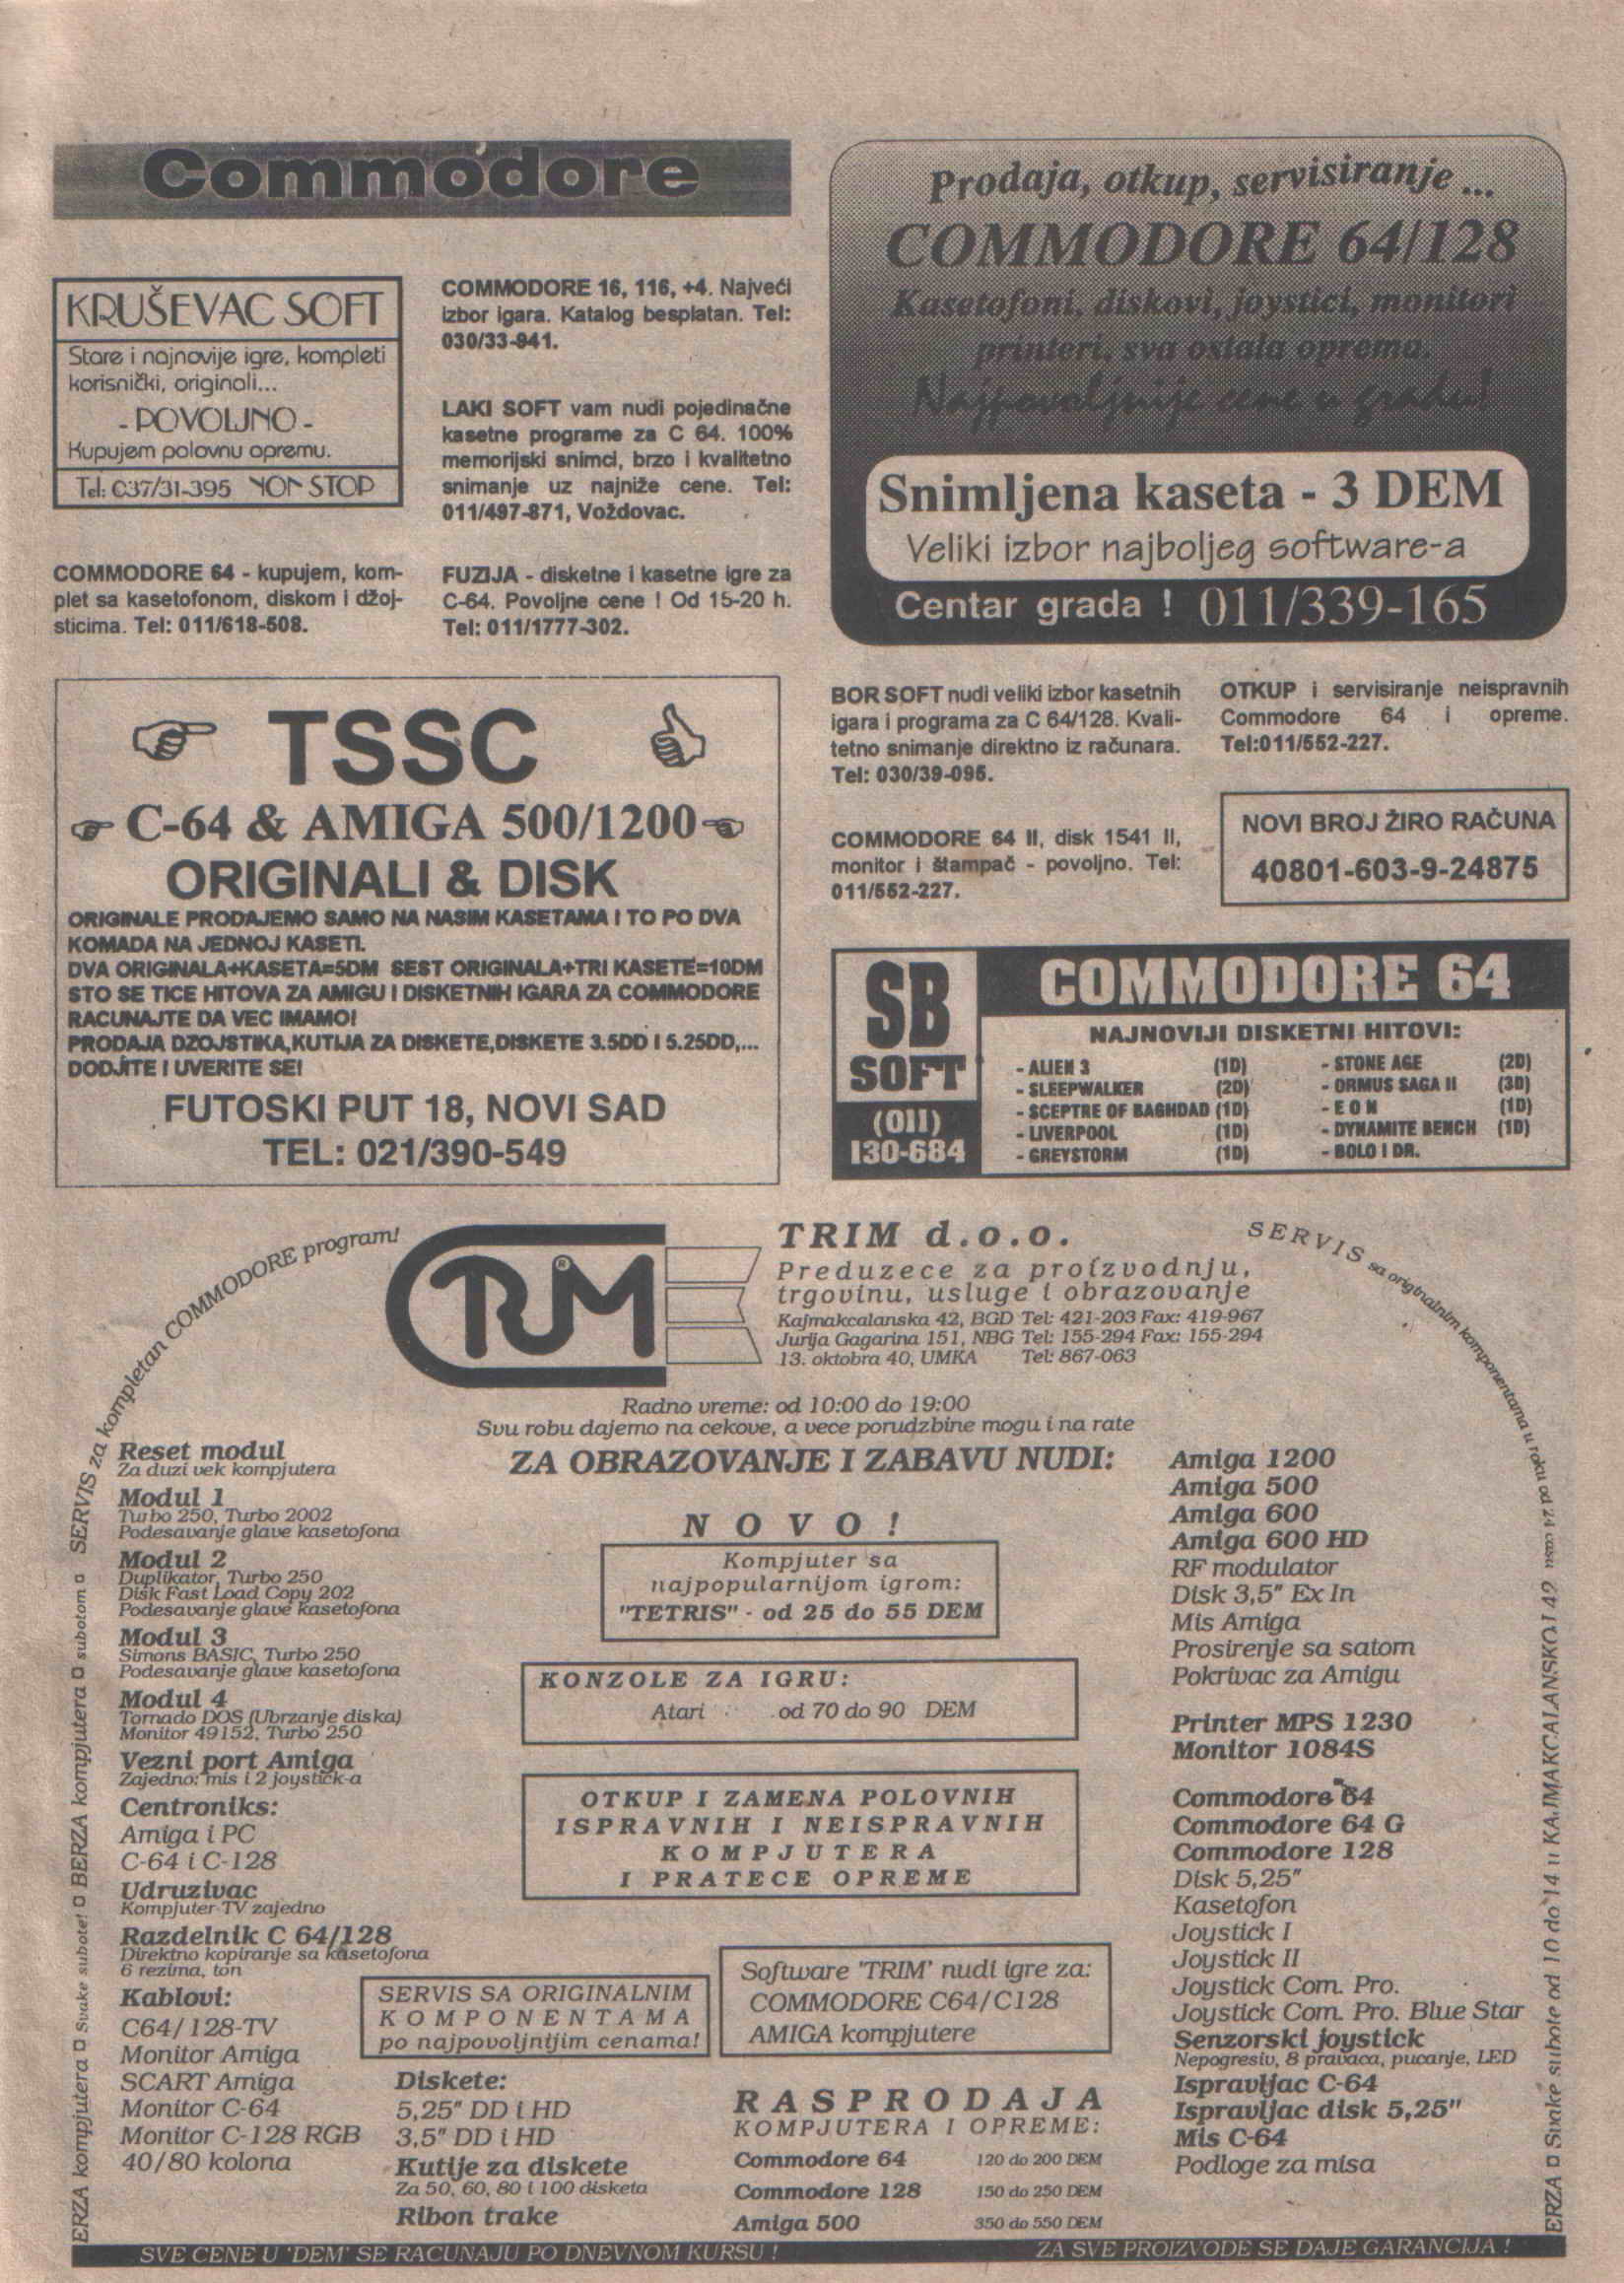 Commodore
KRUŠEVAC SOFT
Stare i najnovije igre, kompleti
korisnički, originali...
- POVOLJNO -
Kupujem polovnu opremu.
Tel: 037/31-395 NON STOP
COMMODORE 64 - kupujem, kom-
plet sa kasetofonom, diskom i džoj-
sticima. Tel: 011/618-508.
COMMODORE 16, 116, +4. Najveći
izbor igara. Katalog besplatan. Tel:
030/33-941.
LAKI SOFT vam nudi pojedinačne
kasetne programe za C 64. 100%
memorijski snimci, brzo i kvalitetno
snimanje uz najniže cene. Tel:
011/497-871, Voždovac.
FUZIJA - disketne i kasetne igre za
C-64. Povoljne cene ! Od 15-20 h.
Tel: 011/1777-302.
Prodaja, otkup, servisiranje ...
COMMODORE 64/128
Kasetofoni, diskovi, joystici, monitori
printeri, sva ostala oprema.
Najpovoljnije cene u gradu!
Snimljena kaseta - 3 DEM
Veliki izbor najboljeg software-a
Centar grada ! 011/339-165
TSSC
C-64 & AMIGA 500/1200
ORIGINALI & DISK
ORIGINALE PRODAJEMO SAMO NA NASIM KASETAMA I TO PO DVA
KOMADA NA JEDNOJ KASETI.
DVA ORIGINALA+KASETA=5DM SEST ORIGINALA+TRI KASETE=10DM
STO SE TICE HITOVA ZA AMIGU I DISKETNIH IGARA ZA COMMODORE
RACUNAJTE DA VEC IMAMO!
PRODAJA DZOJSTIKA,KUTIJA ZA DISKETE,DISKETE 3.5DD I 5.25DD,...
DODJITE I UVERITE SE!
FUTOSKI PUT 18, NOVI SAD
TEL: 021/390-549
BOR SOFT nudi veliki izbor kasetnih
igara i programa za C 64/128. Kvali-
tetno snimanje direktno iz računara.
Tel: 030/39-095.
COMMODORE 64 II, disk 1541 II,
monitor i štampač - povoljno. Tel:
011/552-227.
OTKUP i servisiranje neispravnih
Commodore 64 i opreme.
Tel:011/552-227.
NOVI BROJ ŽIRO RAČUNA
40801-603-9-24875
SB
SOFT
(011)
130-684
COMMODORE 64
NAJNOVIJI DISKETNI HITOVI:
- ALIEN 3 (1D)
- SLEEPWALKER (2D)
- SCEPTRE OF BAGHDAD (1D)
- LIVERPOOL (1D)
- GREYSTORM (1D)
- STONE AGE (2D)
- ORMUS SAGA II (3D)
- E O N (1D)
- DYNAMITE BENCH (1D)
- BOLO I DR.
ERZA kompjutera □ Svake subote! □ BERZA kompjutera □ subotom □ SERVIS za kompletan COMMODORE program!
TRIM ®
TRIM d.o.o.
Preduzece za proizvodnju,
trgovinu, usluge i obrazovanje
Kajmakcalanska 42, BGD Tel: 421-203 Fax: 419-967
Jurija Gagarina 151, NBG Tel: 155-294 Fax: 155-294
13. oktobra 40, UMKA Tel: 867-063
SERVIS sa originalnim komponentama u roku od 24 casa
ERZA □ Svake subote od 10 do 14 u KAJMAKCALANSKOJ 42
Radno vreme: od 10:00 do 19:00
Svu robu dajemo na cekove, a vece porudzbine mogu i na rate
ZA OBRAZOVANJE I ZABAVU NUDI:
Reset modul
Za duzi vek kompjutera
Modul 1
Turbo 250, Turbo 2002
Podesavanje glave kasetofona
Modul 2
Duplikator, Turbo 250
Disk Fast Load Copy 202
Podesavanje glave kasetofona
Modul 3
Simons BASIC, Turbo 250
Podesavanje glave kasetofona
Modul 4
Tornado DOS (Ubrzanje diska)
Monitor 49152, Turbo 250
Vezni port Amiga
Zajedno: mis i 2 joystick-a
Centroniks:
Amiga i PC
C-64 i C-128
Udruzivac
Kompjuter-TV zajedno
Razdelnik C 64/128
Direktno kopiranje sa kasetofona
6 rezima, ton
Kablovi:
C64/128-TV
Monitor Amiga
SCART Amiga
Monitor C-64
Monitor C-128 RGB
40/80 kolona
N O V O !
Kompjuter sa
najpopularnijom igrom:
"TETRIS" - od 25 do 55 DEM
KONZOLE ZA IGRU:
Atari od 70 do 90 DEM
OTKUP I ZAMENA POLOVNIH
ISPRAVNIH I NEISPRAVNIH
KOMPJUTERA
I PRATECE OPREME
SERVIS SA ORIGINALNIM
KOMPONENTAMA
po najpovoljnijim cenama!
Software 'TRIM' nudi igre za:
COMMODORE C64/C128
AMIGA kompjutere
Diskete:
5,25" DD i HD
3,5" DD i HD
Kutije za diskete
Za 50, 60, 80 i 100 disketa
Ribon trake
RASPRODAJA
KOMPJUTERA I OPREME:
Commodore 64 120 do 200 DEM
Commodore 128 150 do 250 DEM
Amiga 500 350 do 550 DEM
Amiga 1200
Amiga 500
Amiga 600
Amiga 600 HD
RF modulator
Disk 3,5" Ex In
Mis Amiga
Prosirenje sa satom
Pokrivac za Amigu
Printer MPS 1230
Monitor 1084S
Commodore 64
Commodore 64 G
Commodore 128
Disk 5,25"
Kasetofon
Joystick I
Joystick II
Joystick Com. Pro.
Joystick Com. Pro. Blue Star
Senzorski joystick
Nepogresiv, 8 pravaca, pucanje, LED
Ispravljac C-64
Ispravljac disk 5,25"
Mis C-64
Podloge za misa
SVE CENE U 'DEM' SE RACUNAJU PO DNEVNOM KURSU !
ZA SVE PROIZVODE SE DAJE GARANCIJA !